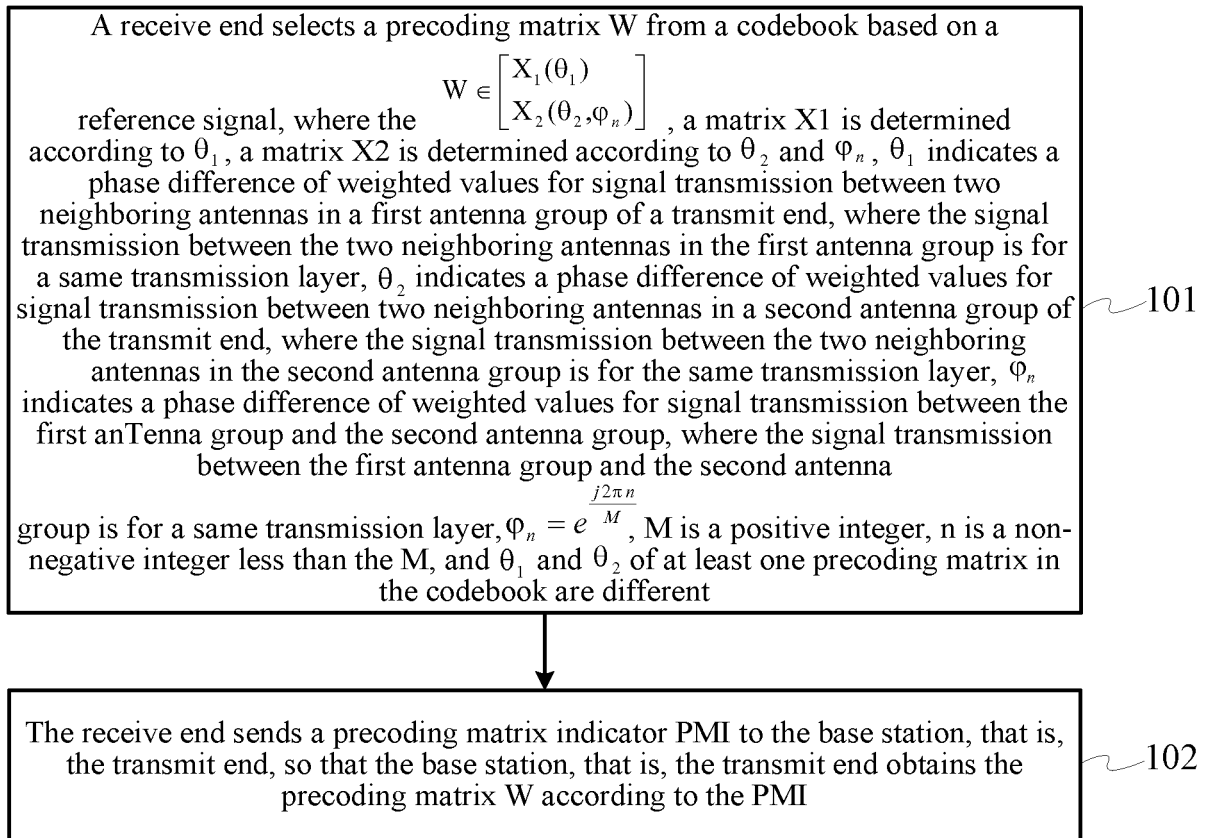 A receive end selects a precoding matrix W from a codebook based on a
reference signal, where the W ∈ [X₁(θ₁) X₂(θ₂,φₙ)] , a matrix X1 is determined
according to θ₁, a matrix X2 is determined according to θ₂ and φₙ, θ₁ indicates a
phase difference of weighted values for signal transmission between two
neighboring antennas in a first antenna group of a transmit end, where the signal
transmission between the two neighboring antennas in the first antenna group is for
a same transmission layer, θ₂ indicates a phase difference of weighted values for
signal transmission between two neighboring antennas in a second antenna group of
the transmit end, where the signal transmission between the two neighboring
antennas in the second antenna group is for the same transmission layer, φₙ
indicates a phase difference of weighted values for signal transmission between the
first anTenna group and the second antenna group, where the signal transmission
between the first antenna group and the second antenna
group is for a same transmission layer, φₙ = e^(j2πn/M), M is a positive integer, n is a non-
negative integer less than the M, and θ₁ and θ₂ of at least one precoding matrix in
the codebook are different
101
The receive end sends a precoding matrix indicator PMI to the base station, that is,
the transmit end, so that the base station, that is, the transmit end obtains the
precoding matrix W according to the PMI
102